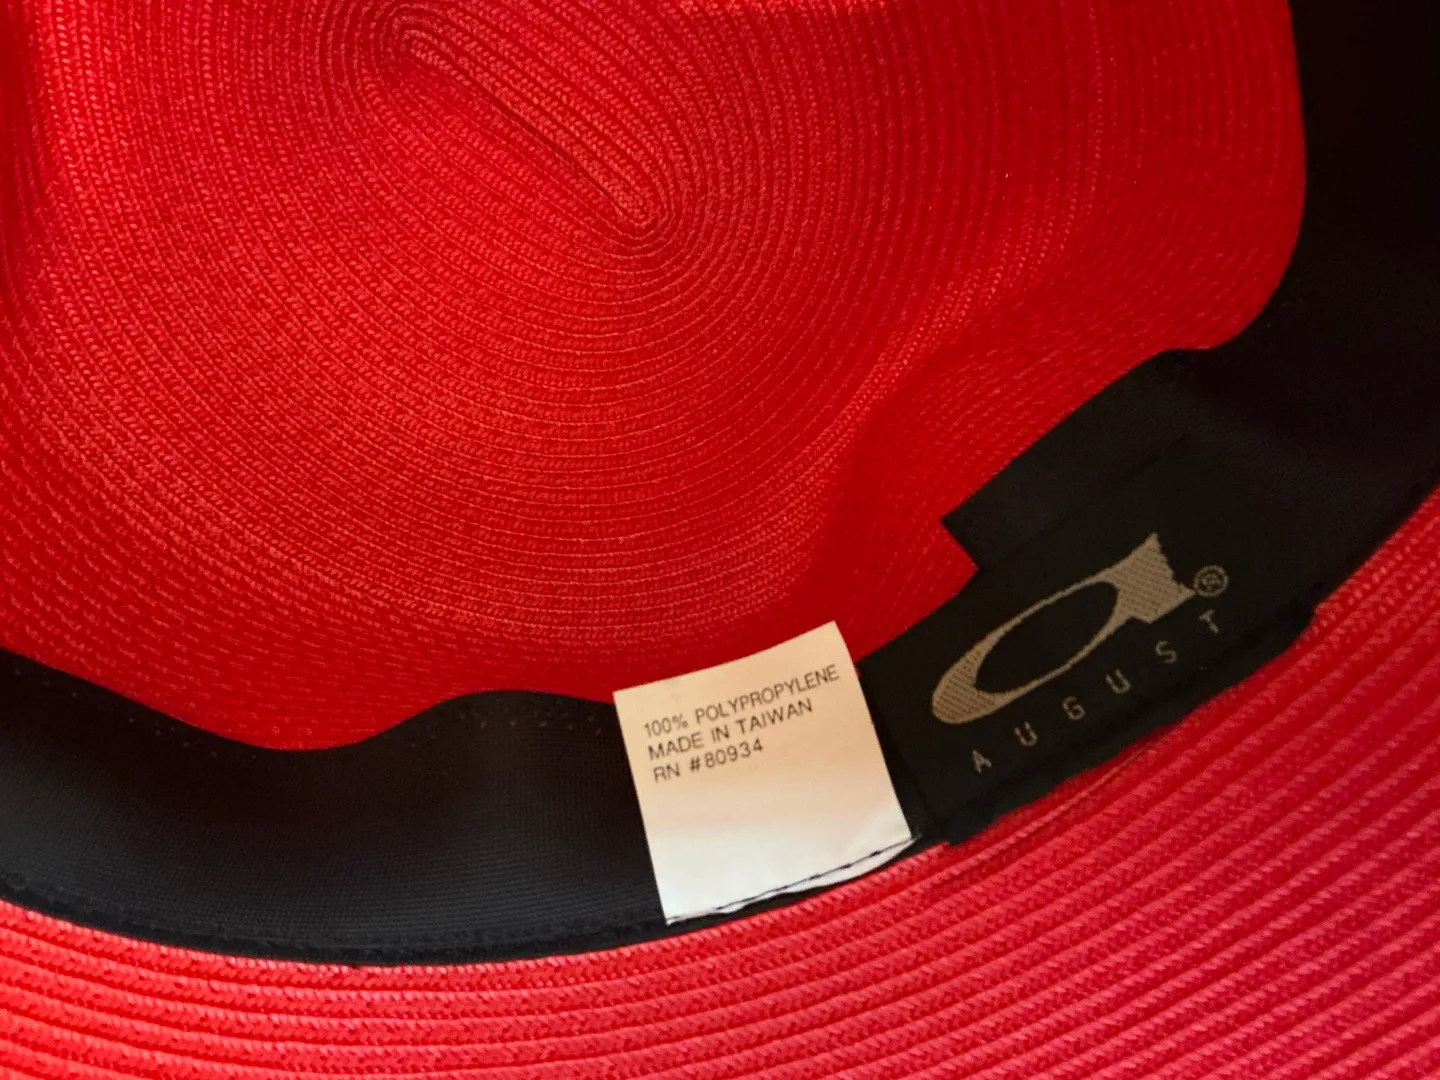 100% POLYPROPYLENE
MADE IN TAIWAN
RN #80934
®
AUGUST